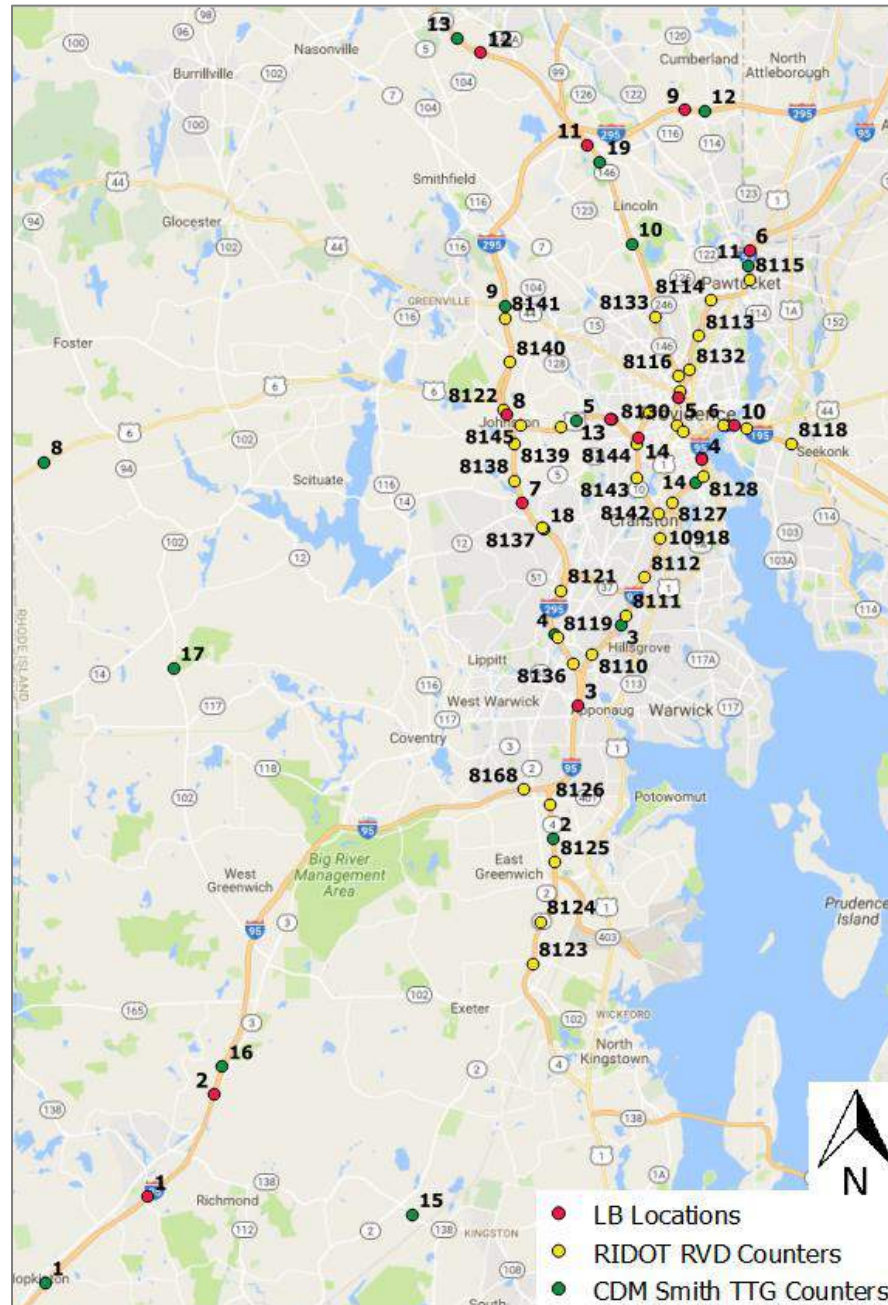 13
12
Nasonville
Cumberland
North
Attleborough
Burrillville
9
12
11
19
Smithfield
Lincoln
Glocester
10
6
11
8115
Pawtucket
8114
GREENVILLE
9
8141
8133
8113
Foster
8140
8116
8132
8122
8
5
8130
Providence
5
6
10
Johnston
13
8118
Seekonk
8
8145
8139
8144
14
4
Scituate
8138
8143
14
8128
7
8142
8127
18
Cranston
8137
10918
8112
8121
8111
4
8119
3
Hillsgrove
RHODE ISLAND
17
Lippitt
8136
8110
West Warwick
3
Apponaug
Warwick
Coventry
8168
8126
Potowomut
2
8125
West
Greenwich
Big River
Management
Area
East
Greenwich
Prudence
Island
8124
8123
Exeter
WICKFORD
16
North
Kingstown
2
1
Richmond
15
KINGSTON
1
N
LB Locations
RIDOT RVD Counters
CDM Smith TTG Counters